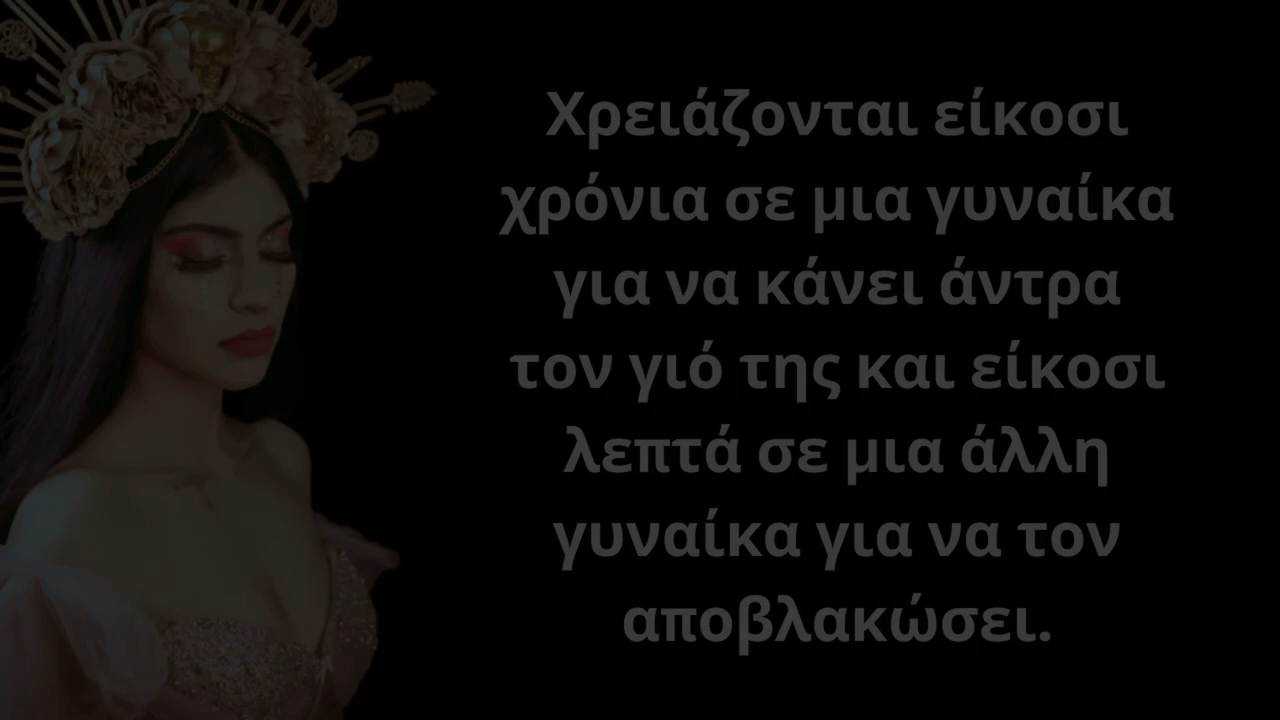 Χρειάζονται είκοσι
χρόνια σε μια γυναίκα
για να κάνει άντρα
τον γιό της και είκοσι
λεπτά σε μια άλλη
γυναίκα για να τον
αποβλακώσει.